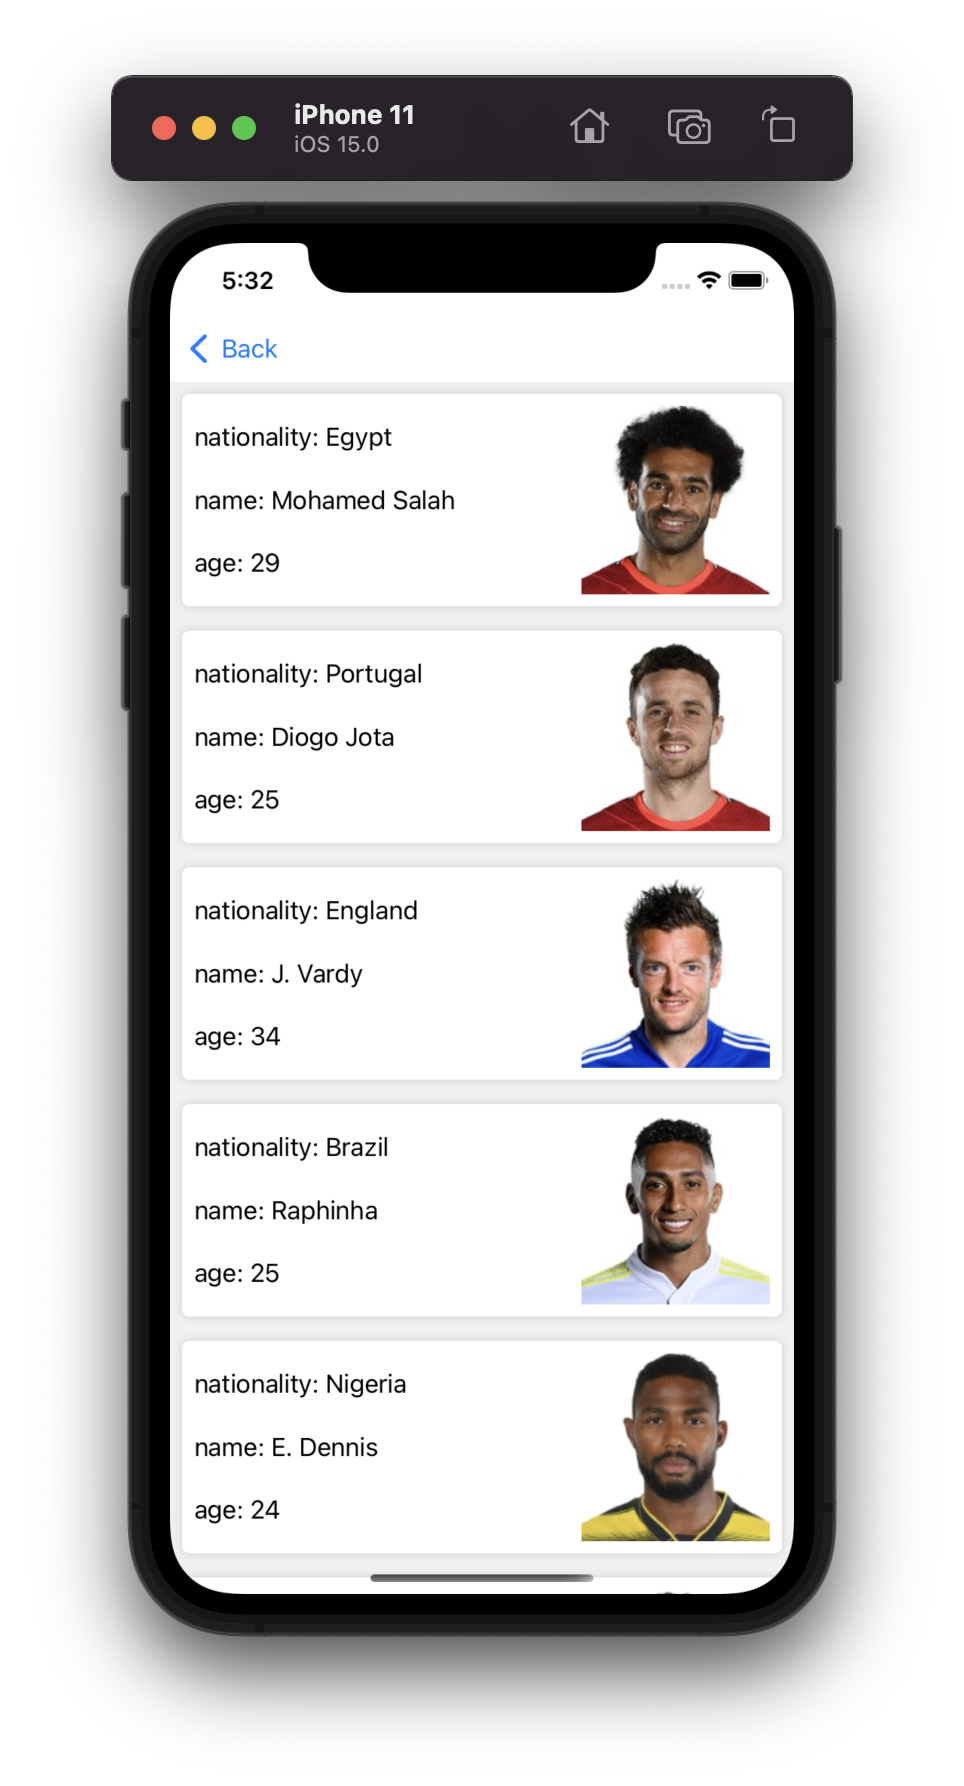 iPhone 11
iOS 15.0
5:32
Back
nationality: Egypt
name: Mohamed Salah
age: 29
nationality: Portugal
name: Diogo Jota
age: 25
nationality: England
name: J. Vardy
age: 34
nationality: Brazil
name: Raphinha
age: 25
nationality: Nigeria
name: E. Dennis
age: 24